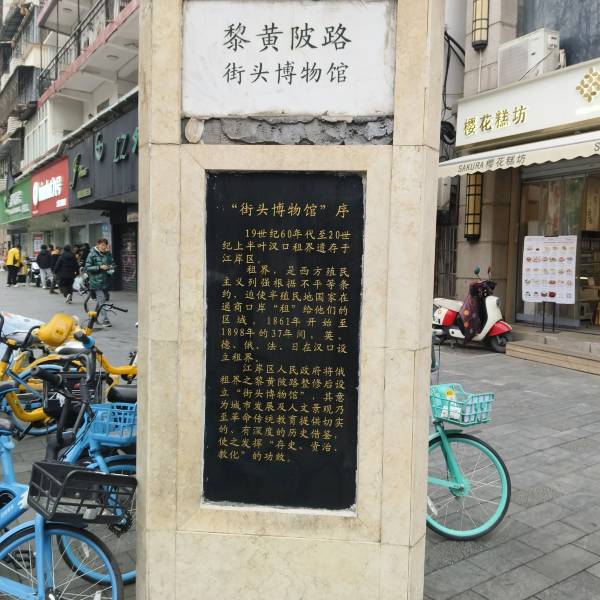 黎黄陂路
街头博物馆
“街头博物馆”序
19世纪60年代至20世
纪上半叶汉口租界遗存于
江岸区。
租界，是西方殖民
主义列强根据不平等条
约，迫使半殖民地国家在
通商口岸“租”给他们的
区域，1861年开始至
1898年的37年间，英、
德、俄、法、日在汉口设
立租界。
江岸区人民政府将俄
租界之黎黄陂路整修后设
立“街头博物馆”，其意
为城市发展及人文景观乃
至革命传统教育提供切实
的、有深度的历史借鉴，
使之发挥“存史、资治、
教化”的功效。
樱花糕坊
SAKURA 樱花糕坊